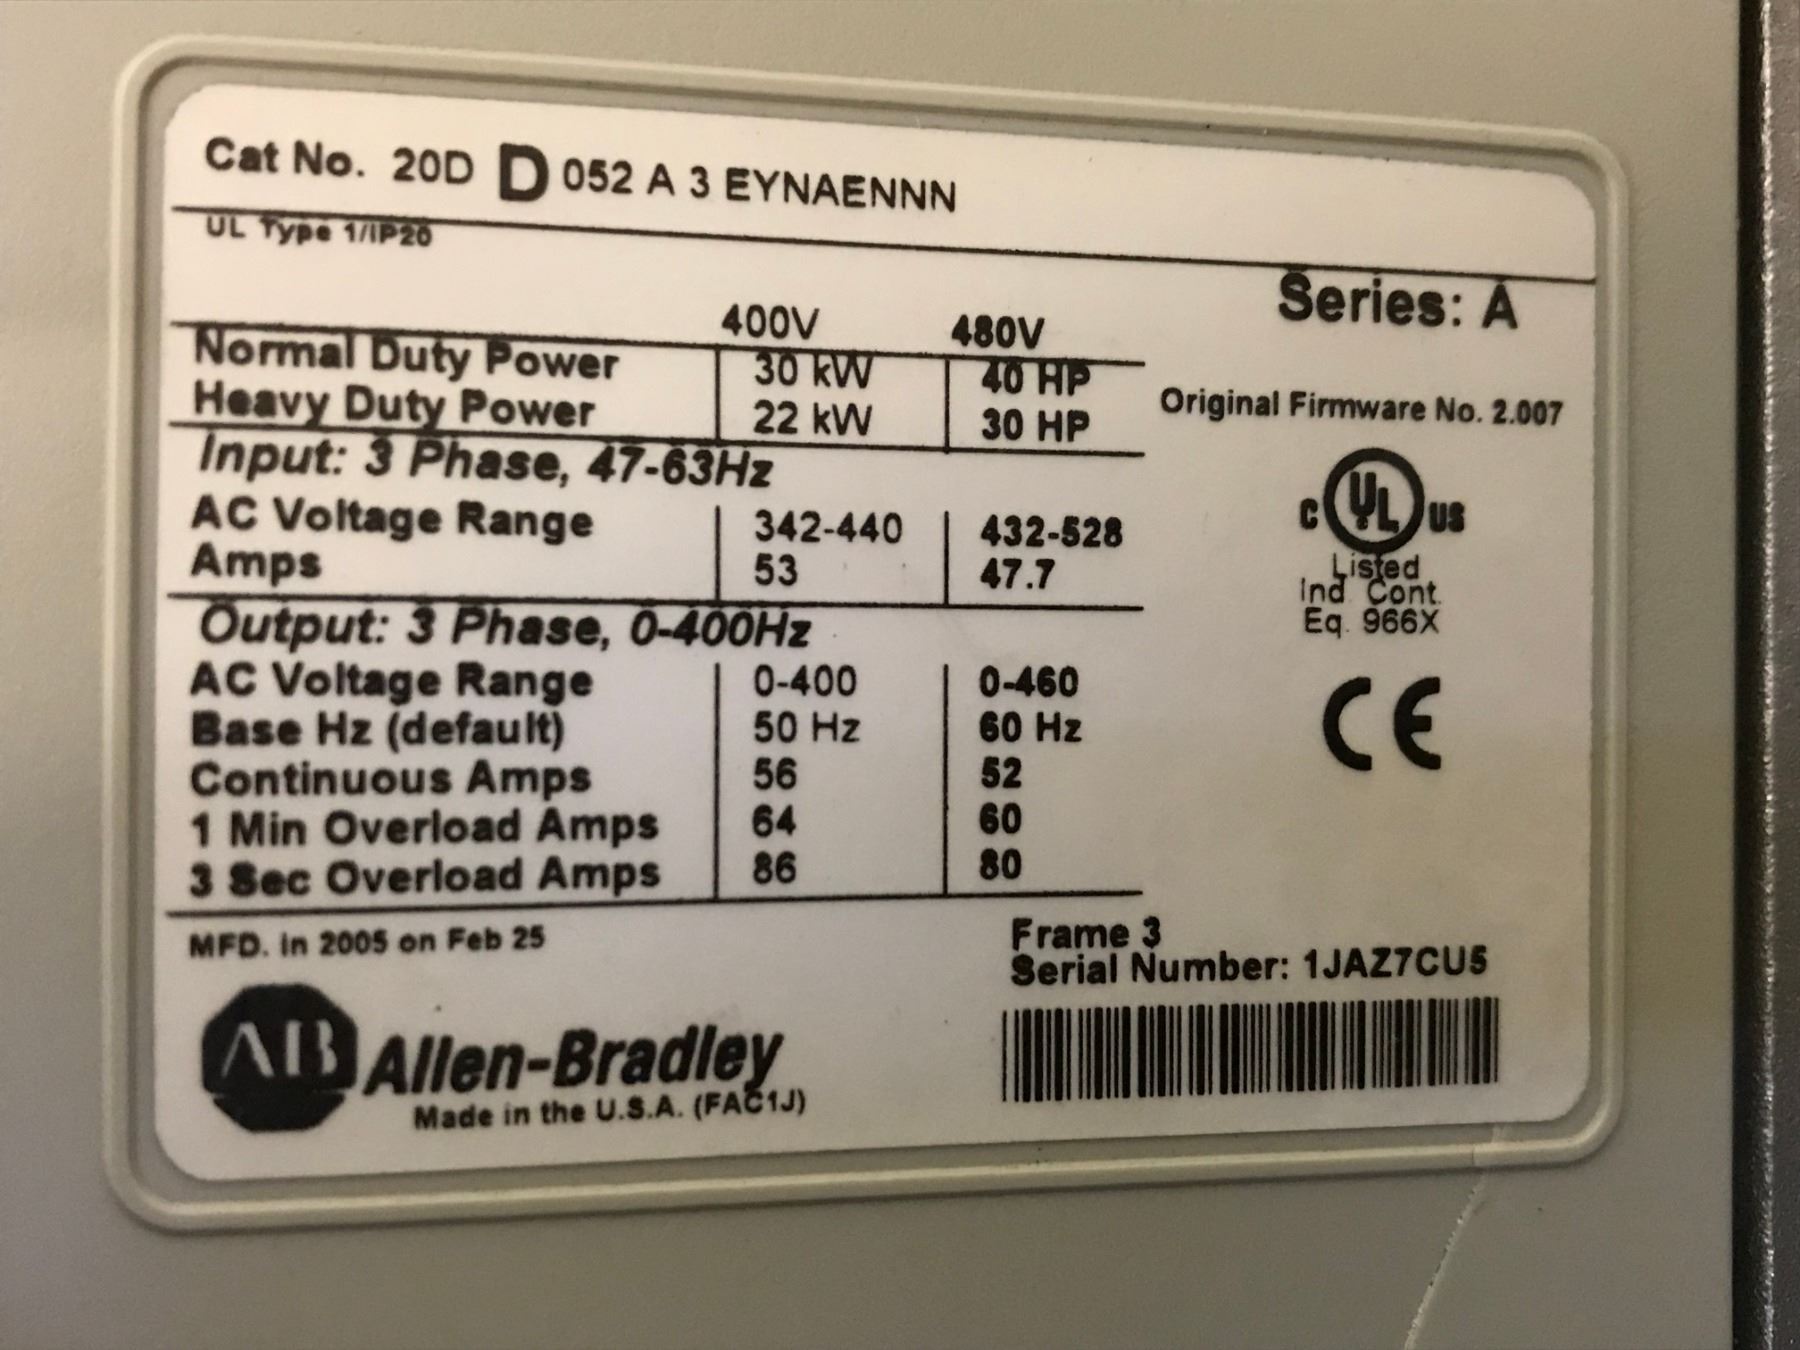 Cat No. 20D D 052 A 3 EYNAENNN
UL Type 1/IP20
Series: A
400V 480V
Normal Duty Power 30 kW 40 HP
Heavy Duty Power 22 kW 30 HP
Original Firmware No. 2.007
Input: 3 Phase, 47-63Hz
AC Voltage Range 342-440 432-528
Amps 53 47.7
C UL US
Listed
Ind. Cont.
Eq. 966X
Output: 3 Phase, 0-400Hz
AC Voltage Range 0-400 0-460
Base Hz (default) 50 Hz 60 Hz
Continuous Amps 56 52
1 Min Overload Amps 64 60
3 Sec Overload Amps 86 80
CE
MFD. in 2005 on Feb 25
Frame 3
Serial Number: 1JAZ7CU5
AB Allen-Bradley
Made in the U.S.A. (FAC1J)